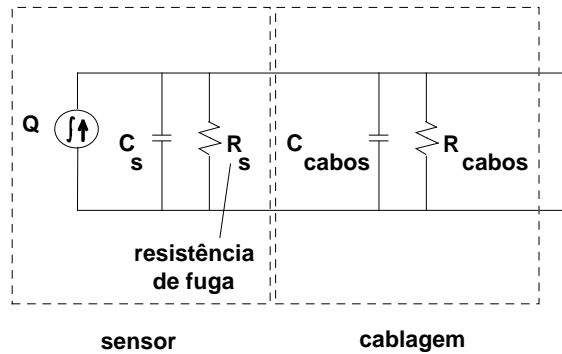 Q
C
s
R
s
C
cabos
R
cabos
resistência
de fuga
sensor
cablagem